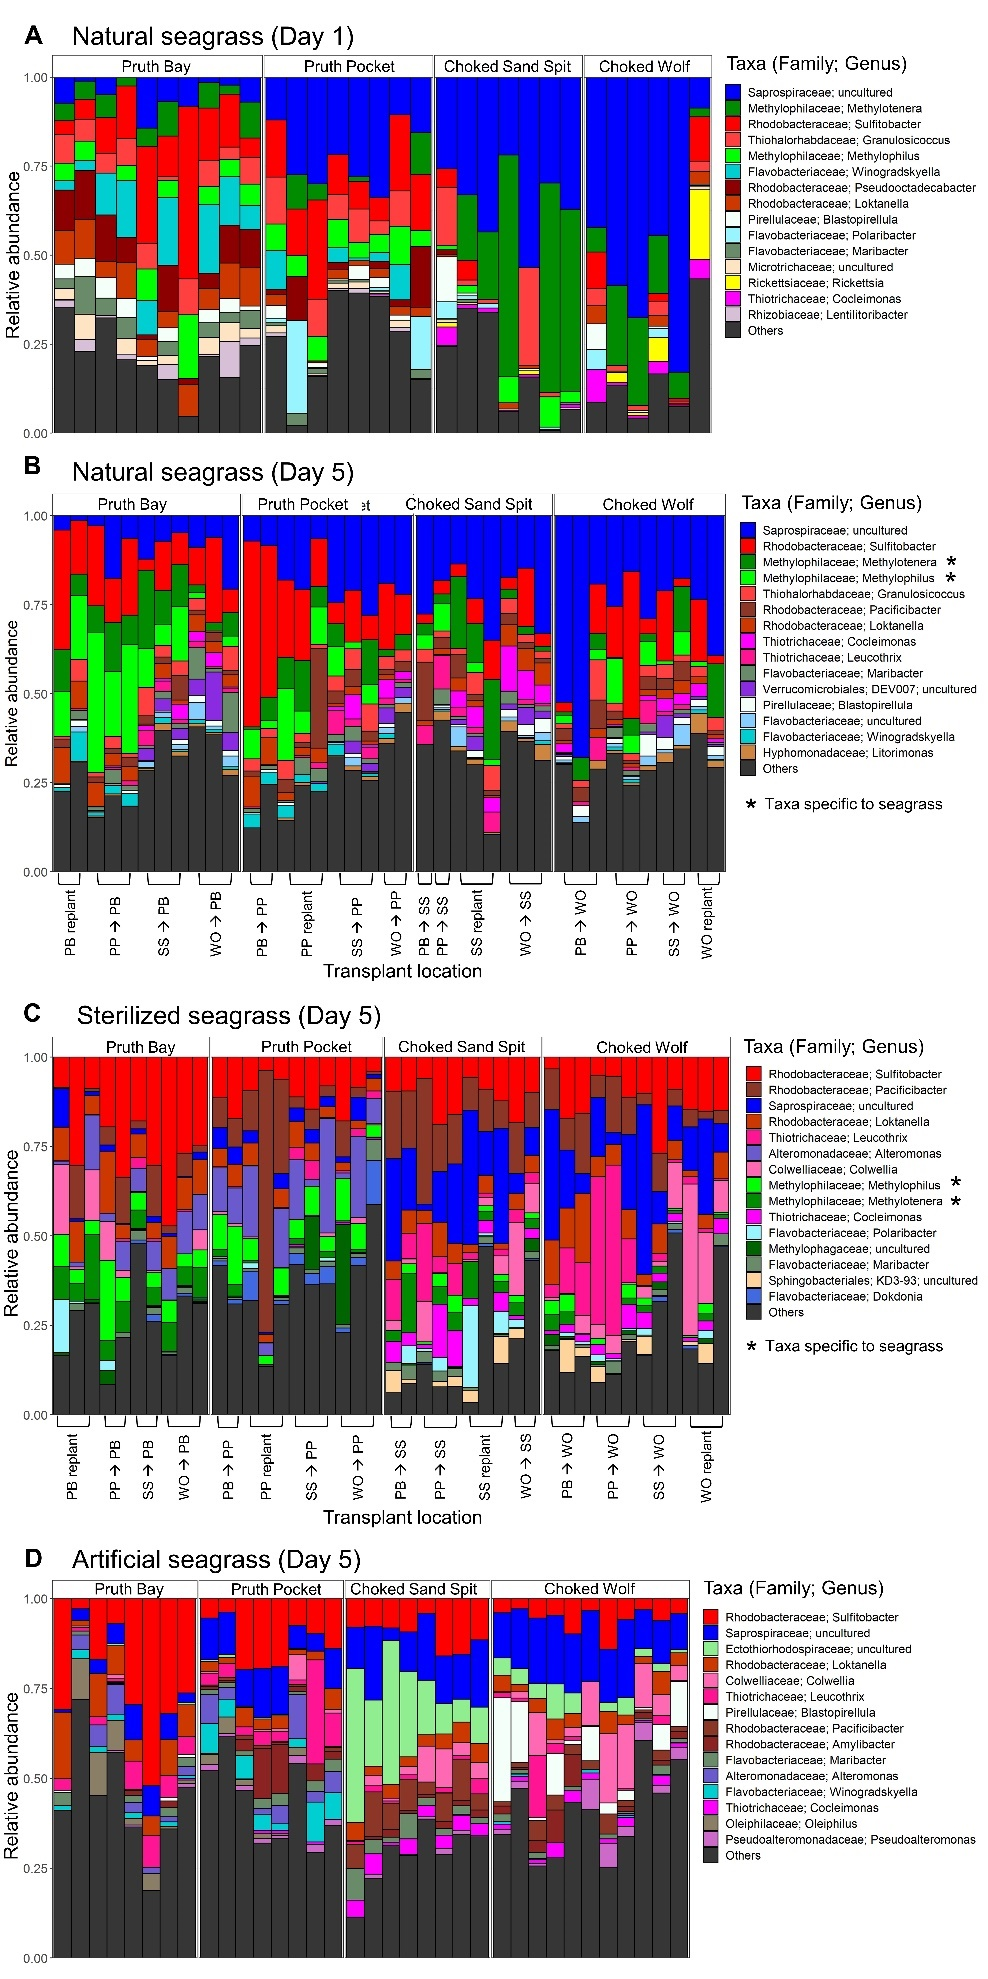 A Natural seagrass (Day 1)
Pruth Bay
Pruth Pocket
Choked Sand Spit
Choked Wolf
Taxa (Family; Genus)
Saprospiraceae; uncultured
Methylophilaceae; Methylotenera
Rhodobacteraceae; Sulfitobacter
Thiohalorhabdaceae; Granulosicoccus
Methylophilaceae; Methylophilus
Flavobacteriaceae; Winogradskyella
Rhodobacteraceae; Pseudooctadecabacter
Rhodobacteraceae; Loktanella
Pirellulaceae; Blastopirellula
Flavobacteriaceae; Polaribacter
Flavobacteriaceae; Maribacter
Microtrichaceae; uncultured
Rickettsiaceae; Rickettsia
Thiotrichaceae; Cocleimonas
Rhizobiaceae; Lentilitoribacter
Others
Relative abundance
1.00
0.75
0.50
0.25
0.00
B Natural seagrass (Day 5)
Pruth Bay
Pruth Pocket et
Choked Sand Spit
Choked Wolf
Taxa (Family; Genus)
Saprospiraceae; uncultured
Rhodobacteraceae; Sulfitobacter
Methylophilaceae; Methylotenera *
Methylophilaceae; Methylophilus *
Thiohalorhabdaceae; Granulosicoccus
Rhodobacteraceae; Pacificibacter
Rhodobacteraceae; Loktanella
Thiotrichaceae; Cocleimonas
Thiotrichaceae; Leucothrix
Flavobacteriaceae; Maribacter
Verrucomicrobiales; DEV007; uncultured
Pirellulaceae; Blastopirellula
Flavobacteriaceae; uncultured
Flavobacteriaceae; Winogradskyella
Hyphomonadaceae; Litorimonas
Others
* Taxa specific to seagrass
Relative abundance
1.00
0.75
0.50
0.25
0.00
PB replant
PP → PB
SS → PB
WO → PB
PB → PP
PP replant
SS → PP
WO → PP
PB → SS
PP → SS
SS replant
WO → SS
PB → WO
PP → WO
SS → WO
WO replant
Transplant location
C Sterilized seagrass (Day 5)
Pruth Bay
Pruth Pocket
Choked Sand Spit
Choked Wolf
Taxa (Family; Genus)
Rhodobacteraceae; Sulfitobacter
Rhodobacteraceae; Pacificibacter
Saprospiraceae; uncultured
Rhodobacteraceae; Loktanella
Thiotrichaceae; Leucothrix
Alteromonadaceae; Alteromonas
Colwelliaceae; Colwellia
Methylophilaceae; Methylophilus *
Methylophilaceae; Methylotenera *
Thiotrichaceae; Cocleimonas
Flavobacteriaceae; Polaribacter
Methylophagaceae; uncultured
Flavobacteriaceae; Maribacter
Sphingobacteriales; KD3-93; uncultured
Flavobacteriaceae; Dokdonia
Others
* Taxa specific to seagrass
Relative abundance
1.00
0.75
0.50
0.25
0.00
PB replant
PP → PB
SS → PB
WO → PB
PB → PP
PP replant
SS → PP
WO → PP
PB → SS
PP → SS
SS replant
WO → SS
PB → WO
PP → WO
SS → WO
WO replant
Transplant location
D Artificial seagrass (Day 5)
Pruth Bay
Pruth Pocket
Choked Sand Spit
Choked Wolf
Taxa (Family; Genus)
Rhodobacteraceae; Sulfitobacter
Saprospiraceae; uncultured
Ectothiorhodospiraceae; uncultured
Rhodobacteraceae; Loktanella
Colwelliaceae; Colwellia
Thiotrichaceae; Leucothrix
Pirellulaceae; Blastopirellula
Rhodobacteraceae; Pacificibacter
Rhodobacteraceae; Amylibacter
Flavobacteriaceae; Maribacter
Alteromonadaceae; Alteromonas
Flavobacteriaceae; Winogradskyella
Thiotrichaceae; Cocleimonas
Oleiphilaceae; Oleiphilus
Pseudoalteromonadaceae; Pseudoalteromonas
Others
Relative abundance
1.00
0.75
0.50
0.25
0.00